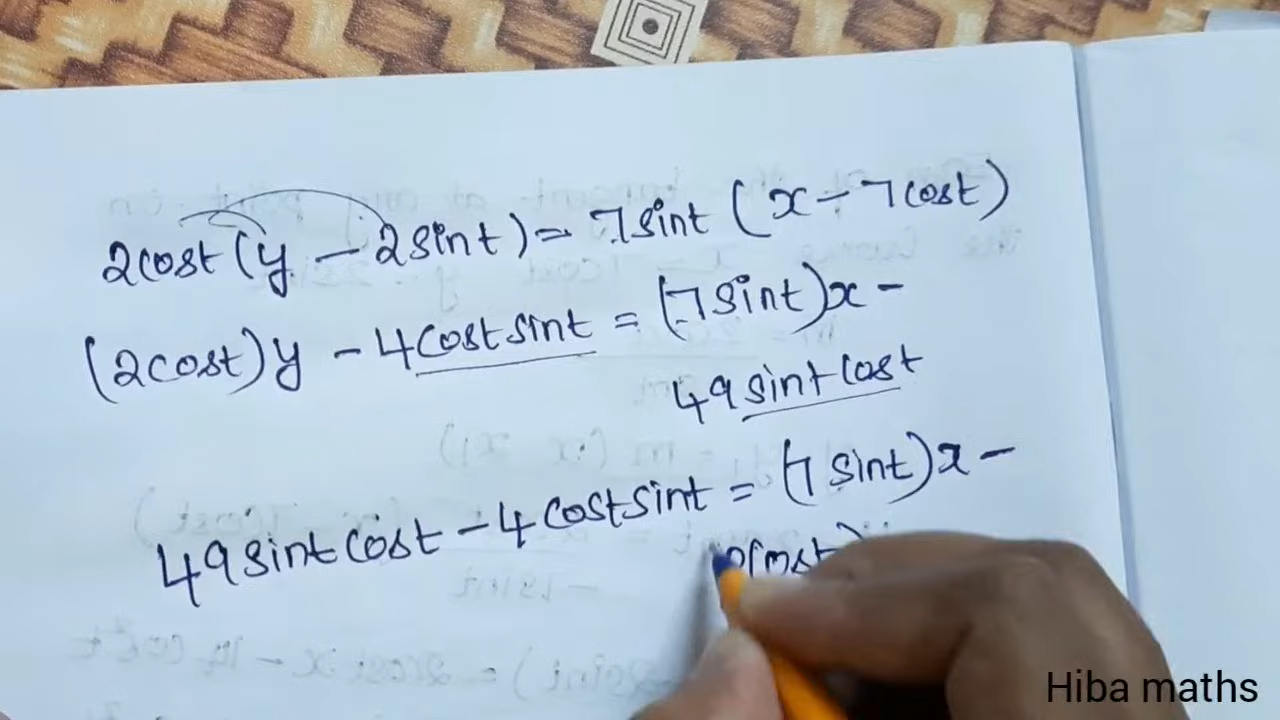 2cost (y - 2sint) = 7sint (x - 7cost)
(2cost)y - 4costsint = (7sint)x -
49sintcost
49sintcost - 4costsint = (7sint)x -
Hiba maths